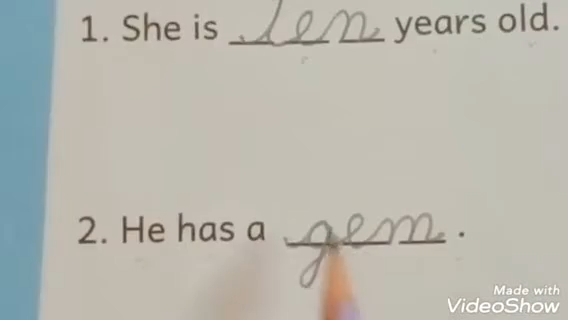 1. She is ten years old.
2. He has a gem.
Made with
VideoShow